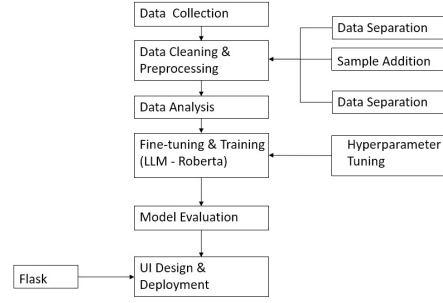 Data Collection
Data Separation
Data Cleaning &
Preprocessing
Sample Addition
Data Separation
Data Analysis
Fine-tuning & Training
(LLM - Roberta)
Hyperparameter
Tuning
Model Evaluation
UI Design &
Deployment
Flask